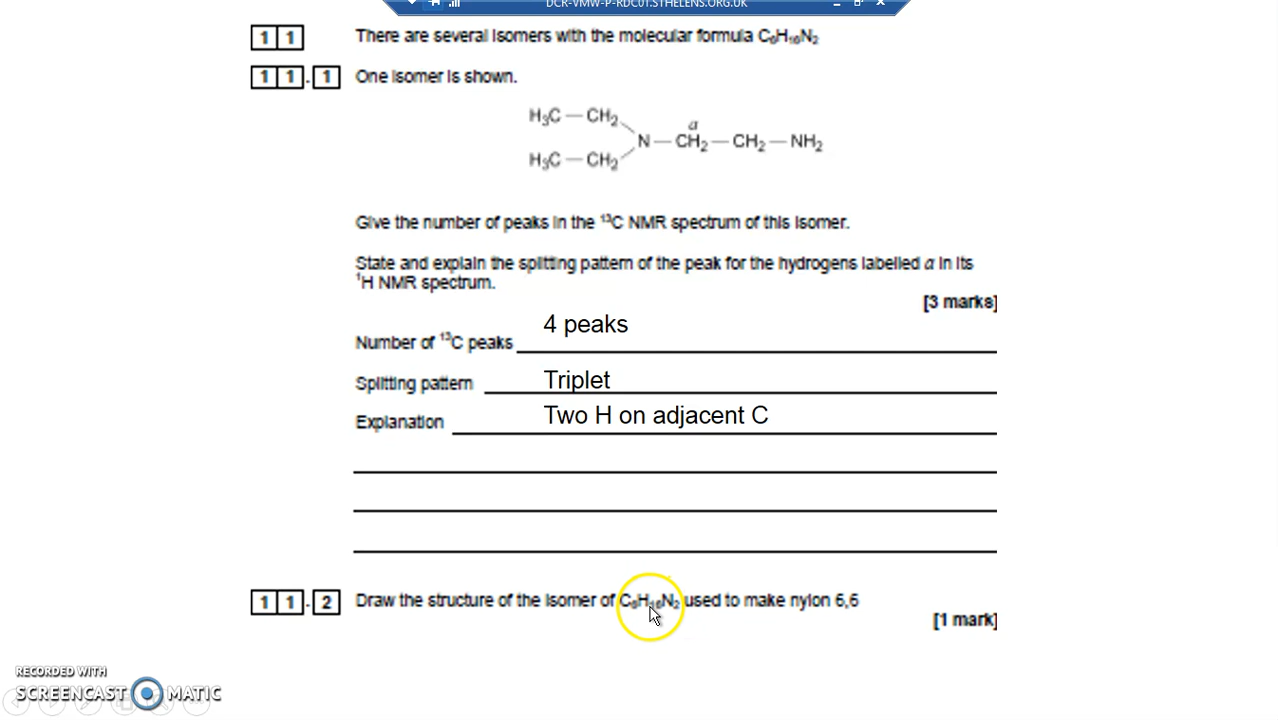 DCR-VMW-P-RDC01.STHELENS.ORG.UK
1 1 There are several isomers with the molecular formula C₆H₁₆N₂
1 1 . 1 One isomer is shown.
H₃C — CH₂
a
N — CH₂ — CH₂ — NH₂
H₃C — CH₂
Give the number of peaks in the ¹³C NMR spectrum of this isomer.
State and explain the splitting pattern of the peak for the hydrogens labelled a in its
¹H NMR spectrum.
[3 marks]
4 peaks
Number of ¹³C peaks
Splitting pattern Triplet
Explanation Two H on adjacent C
1 1 . 2 Draw the structure of the isomer of C₆H₁₆N₂ used to make nylon 6,6
[1 mark]
RECORDED WITH
SCREENCAST MATIC